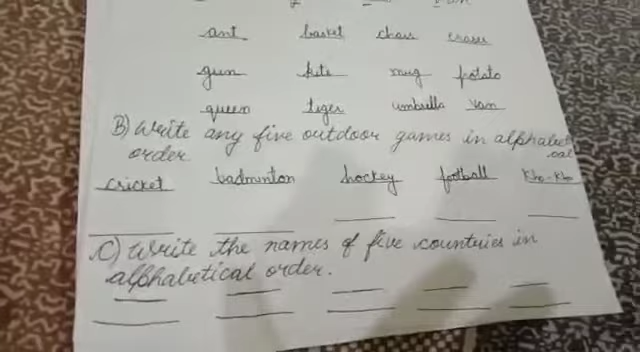 ant basket chair eraser
gun kite mug potato
queen tiger umbrella van
B) Write any five outdoor games in alphabetical
order.
cricket badminton hockey football kho-kho
C) Write the names of five countries in
alphabetical order.